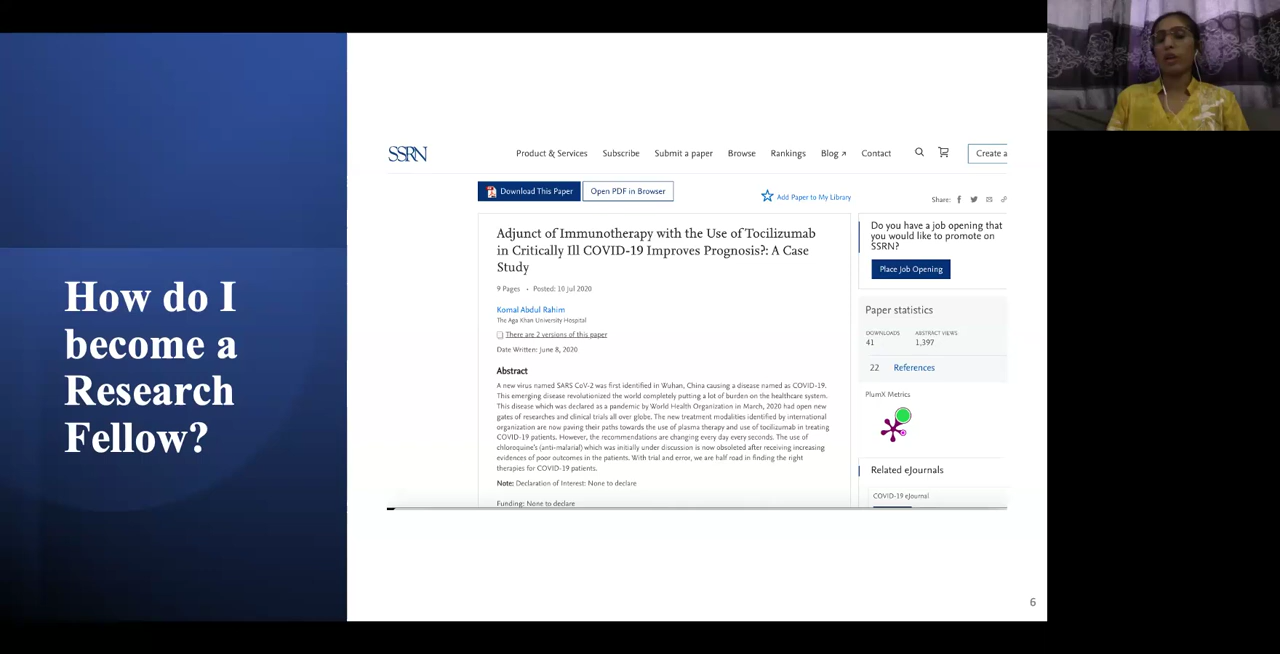 How do I
become a
Research
Fellow?
SSRN
Product & Services
Subscribe
Submit a paper
Browse
Rankings
Blog ↗
Contact
Create a
Download This Paper
Open PDF in Browser
Add Paper to My Library
Share:
Adjunct of Immunotherapy with the Use of Tocilizumab
in Critically Ill COVID-19 Improves Prognosis?: A Case
Study
9 Pages • Posted: 16 Jul 2020
Komal Abdul Rahim
The Aga Khan University Hospital
There are 2 versions of this paper
Date Written: June 8, 2020
Abstract
A new virus named SARS CoV-2 was first identified in Wuhan, China causing a disease named as COVID-19.
This emerging disease revolutionized the world completely putting a lot of burden on the healthcare system.
This disease which was declared as a pandemic by World Health Organization in March, 2020 had open new
gates of researches and clinical trials all over globe. The new treatment modalities identified by international
organization are now paving their paths towards the use of plasma therapy and use of tocilizumab in treating
COVID-19 patients. However, the recommendations are changing every day every seconds. The use of
chloroquine's (anti-malarial) which was initially under discussion is now obsoleted after receiving increasing
evidences of poor outcomes in the patients. With trial and error, we are half road in finding the right
therapies for COVID-19 patients.
Note: Declaration of Interest: None to declare
Funding: None to declare
Do you have a job opening that
you would like to promote on
SSRN?
Place Job Opening
Paper statistics
DOWNLOADS
41
ABSTRACT VIEWS
1,397
22 References
PlumX Metrics
Related eJournals
COVID-19 eJournal
6